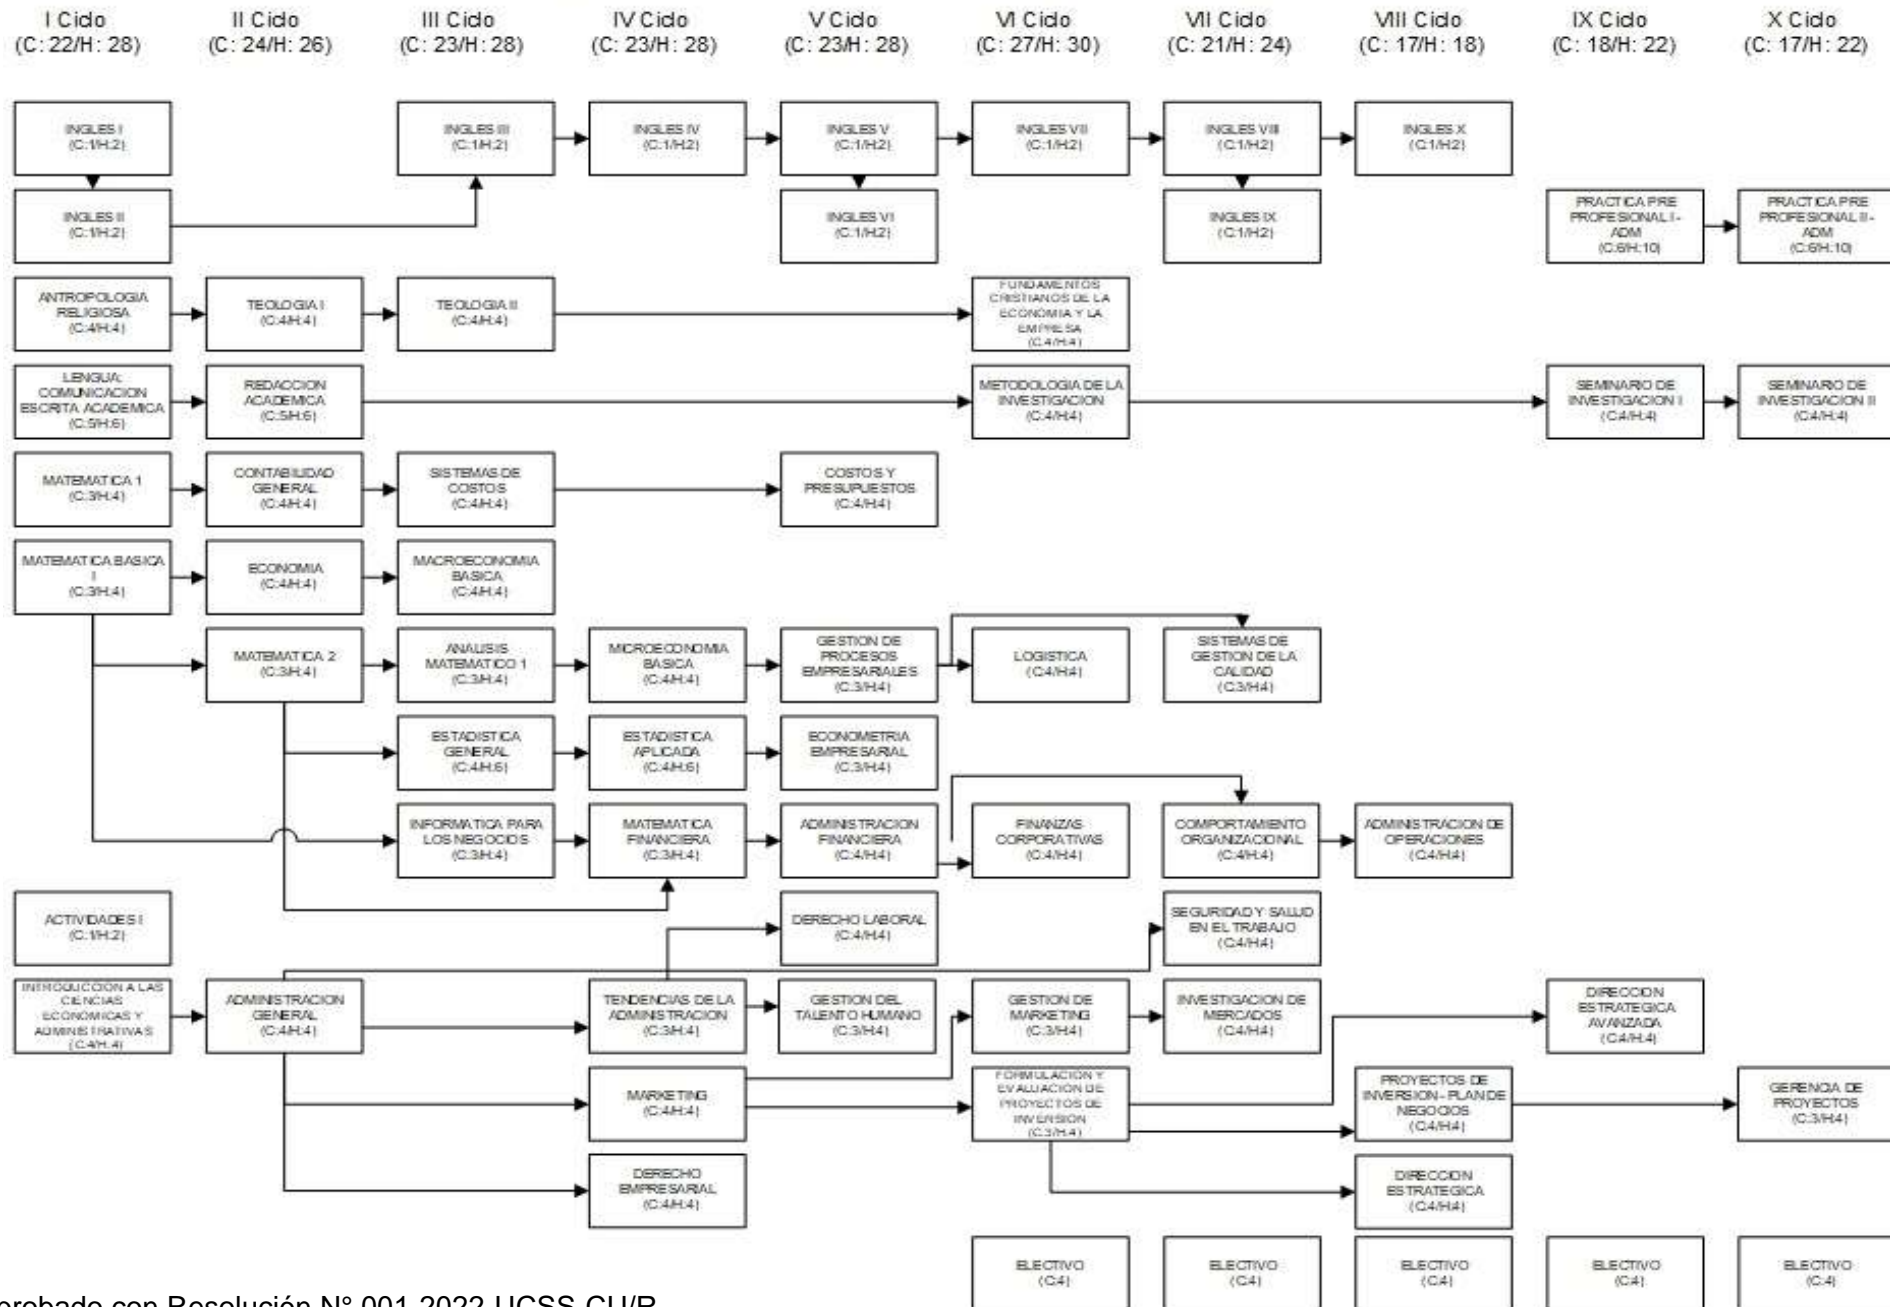 I Ciclo
(C: 22/H: 28)
II Ciclo
(C: 24/H: 26)
III Ciclo
(C: 23/H: 28)
IV Ciclo
(C: 23/H: 28)
V Ciclo
(C: 23/H: 28)
VI Ciclo
(C: 27/H: 30)
VII Ciclo
(C: 21/H: 24)
VIII Ciclo
(C: 17/H: 18)
IX Ciclo
(C: 18/H: 22)
X Ciclo
(C: 17/H: 22)
INGLES I
(C:1/H:2)
INGLES III
(C:1/H:2)
INGLES IV
(C:1/H:2)
INGLES V
(C:1/H:2)
INGLES VII
(C:1/H:2)
INGLES VIII
(C:1/H:2)
INGLES X
(C:1/H:2)
INGLES II
(C:1/H:2)
INGLES VI
(C:1/H:2)
INGLES IX
(C:1/H:2)
PRACTICA PRE
PROFESIONAL I -
ADM
(C:6/H:10)
PRACTICA PRE
PROFESIONAL II -
ADM
(C:6/H:10)
ANTROPOLOGIA
RELIGIOSA
(C:4/H:4)
TEOLOGIA I
(C:4/H:4)
TEOLOGIA II
(C:4/H:4)
FUNDAMENTOS
CRISTIANOS DE LA
ECONOMIA Y LA
EMPRESA
(C:4/H:4)
LENGUA:
COMUNICACION
ESCRITA ACADEMICA
(C:5/H:6)
REDACCION
ACADEMICA
(C:5/H:6)
METODOLOGIA DE LA
INVESTIGACION
(C:4/H:4)
SEMINARIO DE
INVESTIGACION I
(C:4/H:4)
SEMINARIO DE
INVESTIGACION II
(C:4/H:4)
MATEMATICA 1
(C:3/H:4)
CONTABILIDAD
GENERAL
(C:4/H:4)
SISTEMAS DE
COSTOS
(C:4/H:4)
COSTOS Y
PRESUPUESTOS
(C:4/H:4)
MATEMATICA BASICA
I
(C:3/H:4)
ECONOMIA
(C:4/H:4)
MACROECONOMIA
BASICA
(C:4/H:4)
MATEMATICA 2
(C:3/H:4)
ANALISIS
MATEMATICO 1
(C:3/H:4)
MICROECONOMIA
BASICA
(C:4/H:4)
GESTION DE
PROCESOS
EMPRESARIALES
(C:3/H:4)
LOGISTICA
(C:4/H:4)
SISTEMAS DE
GESTION DE LA
CALIDAD
(C:3/H:4)
ESTADISTICA
GENERAL
(C:4/H:6)
ESTADISTICA
APLICADA
(C:4/H:6)
ECONOMETRIA
EMPRESARIAL
(C:3/H:4)
INFORMATICA PARA
LOS NEGOCIOS
(C:3/H:4)
MATEMATICA
FINANCIERA
(C:3/H:4)
ADMINISTRACION
FINANCIERA
(C:4/H:4)
FINANZAS
CORPORATIVAS
(C:4/H:4)
COMPORTAMIENTO
ORGANIZACIONAL
(C:4/H:4)
ADMINISTRACION DE
OPERACIONES
(C:4/H:4)
ACTIVIDADES I
(C:1/H:2)
DERECHO LABORAL
(C:4/H:4)
SEGURIDAD Y SALUD
EN EL TRABAJO
(C:4/H:4)
INTRODUCCION A LAS
CIENCIAS
ECONOMICAS Y
ADMINISTRATIVAS
(C:4/H:4)
ADMINISTRACION
GENERAL
(C:4/H:4)
TENDENCIAS DE LA
ADMINISTRACION
(C:3/H:4)
GESTION DEL
TALENTO HUMANO
(C:3/H:4)
GESTION DE
MARKETING
(C:3/H:4)
INVESTIGACION DE
MERCADOS
(C:4/H:4)
DIRECCION
ESTRATEGICA
AVANZADA
(C:4/H:4)
MARKETING
(C:4/H:4)
FORMULACION Y
EVALUACION DE
PROYECTOS DE
INVERSION
(C:3/H:4)
PROYECTOS DE
INVERSION - PLAN DE
NEGOCIOS
(C:4/H:4)
GERENCIA DE
PROYECTOS
(C:3/H:4)
DERECHO
EMPRESARIAL
(C:4/H:4)
DIRECCION
ESTRATEGICA
(C:4/H:4)
ELECTIVO
(C:4)
ELECTIVO
(C:4)
ELECTIVO
(C:4)
ELECTIVO
(C:4)
ELECTIVO
(C:4)
probado con Resolución N° 001-2022-UCSS-CU/R